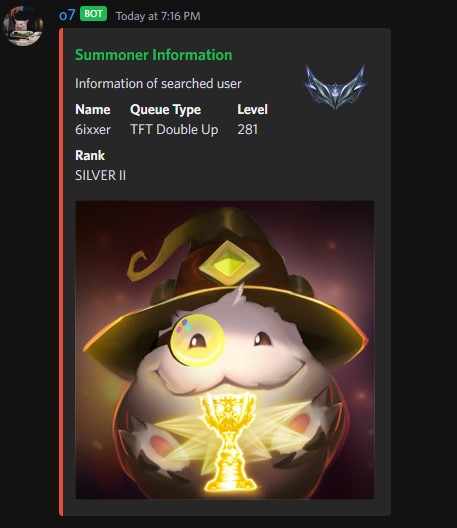 o7 BOT Today at 7:16 PM
Summoner Information
Information of searched user
Name Queue Type Level
6ixxer TFT Double Up 281
Rank
SILVER II